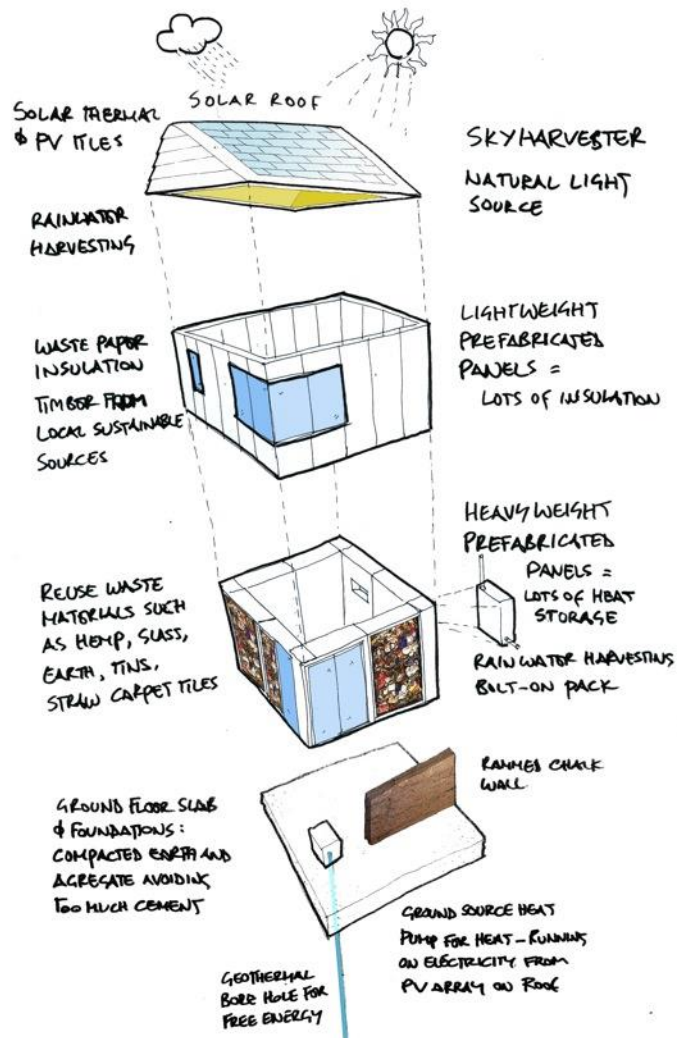 SOLAR ROOF
SOLAR THERMAL
& PV TILES
SKYHARVESTER
NATURAL LIGHT
SOURCE
RAINWATER
HARVESTING
LIGHTWEIGHT
PREFABRICATED
PANELS =
LOTS OF INSULATION
WASTE PAPER
INSULATION
TIMBER FROM
LOCAL SUSTAINABLE
SOURCES
HEAVYWEIGHT
PREFABRICATED
PANELS =
LOTS OF HEAT
STORAGE
REUSE WASTE
MATERIALS SUCH
AS HEMP, GLASS,
EARTH, TINS,
STRAW CARPET TILES
RAINWATER HARVESTING
BOLT-ON PACK
RAMMED CHALK
WALL
GROUND FLOOR SLAB
& FOUNDATIONS:
COMPACTED EARTH AND
AGREGATE AVOIDING
TOO MUCH CEMENT
GROUND SOURCE HEAT
PUMP FOR HEAT - RUNNING
ON ELECTRICITY FROM
PV ARRAY ON ROOF
GEOTHERMAL
BORE HOLE FOR
FREE ENERGY